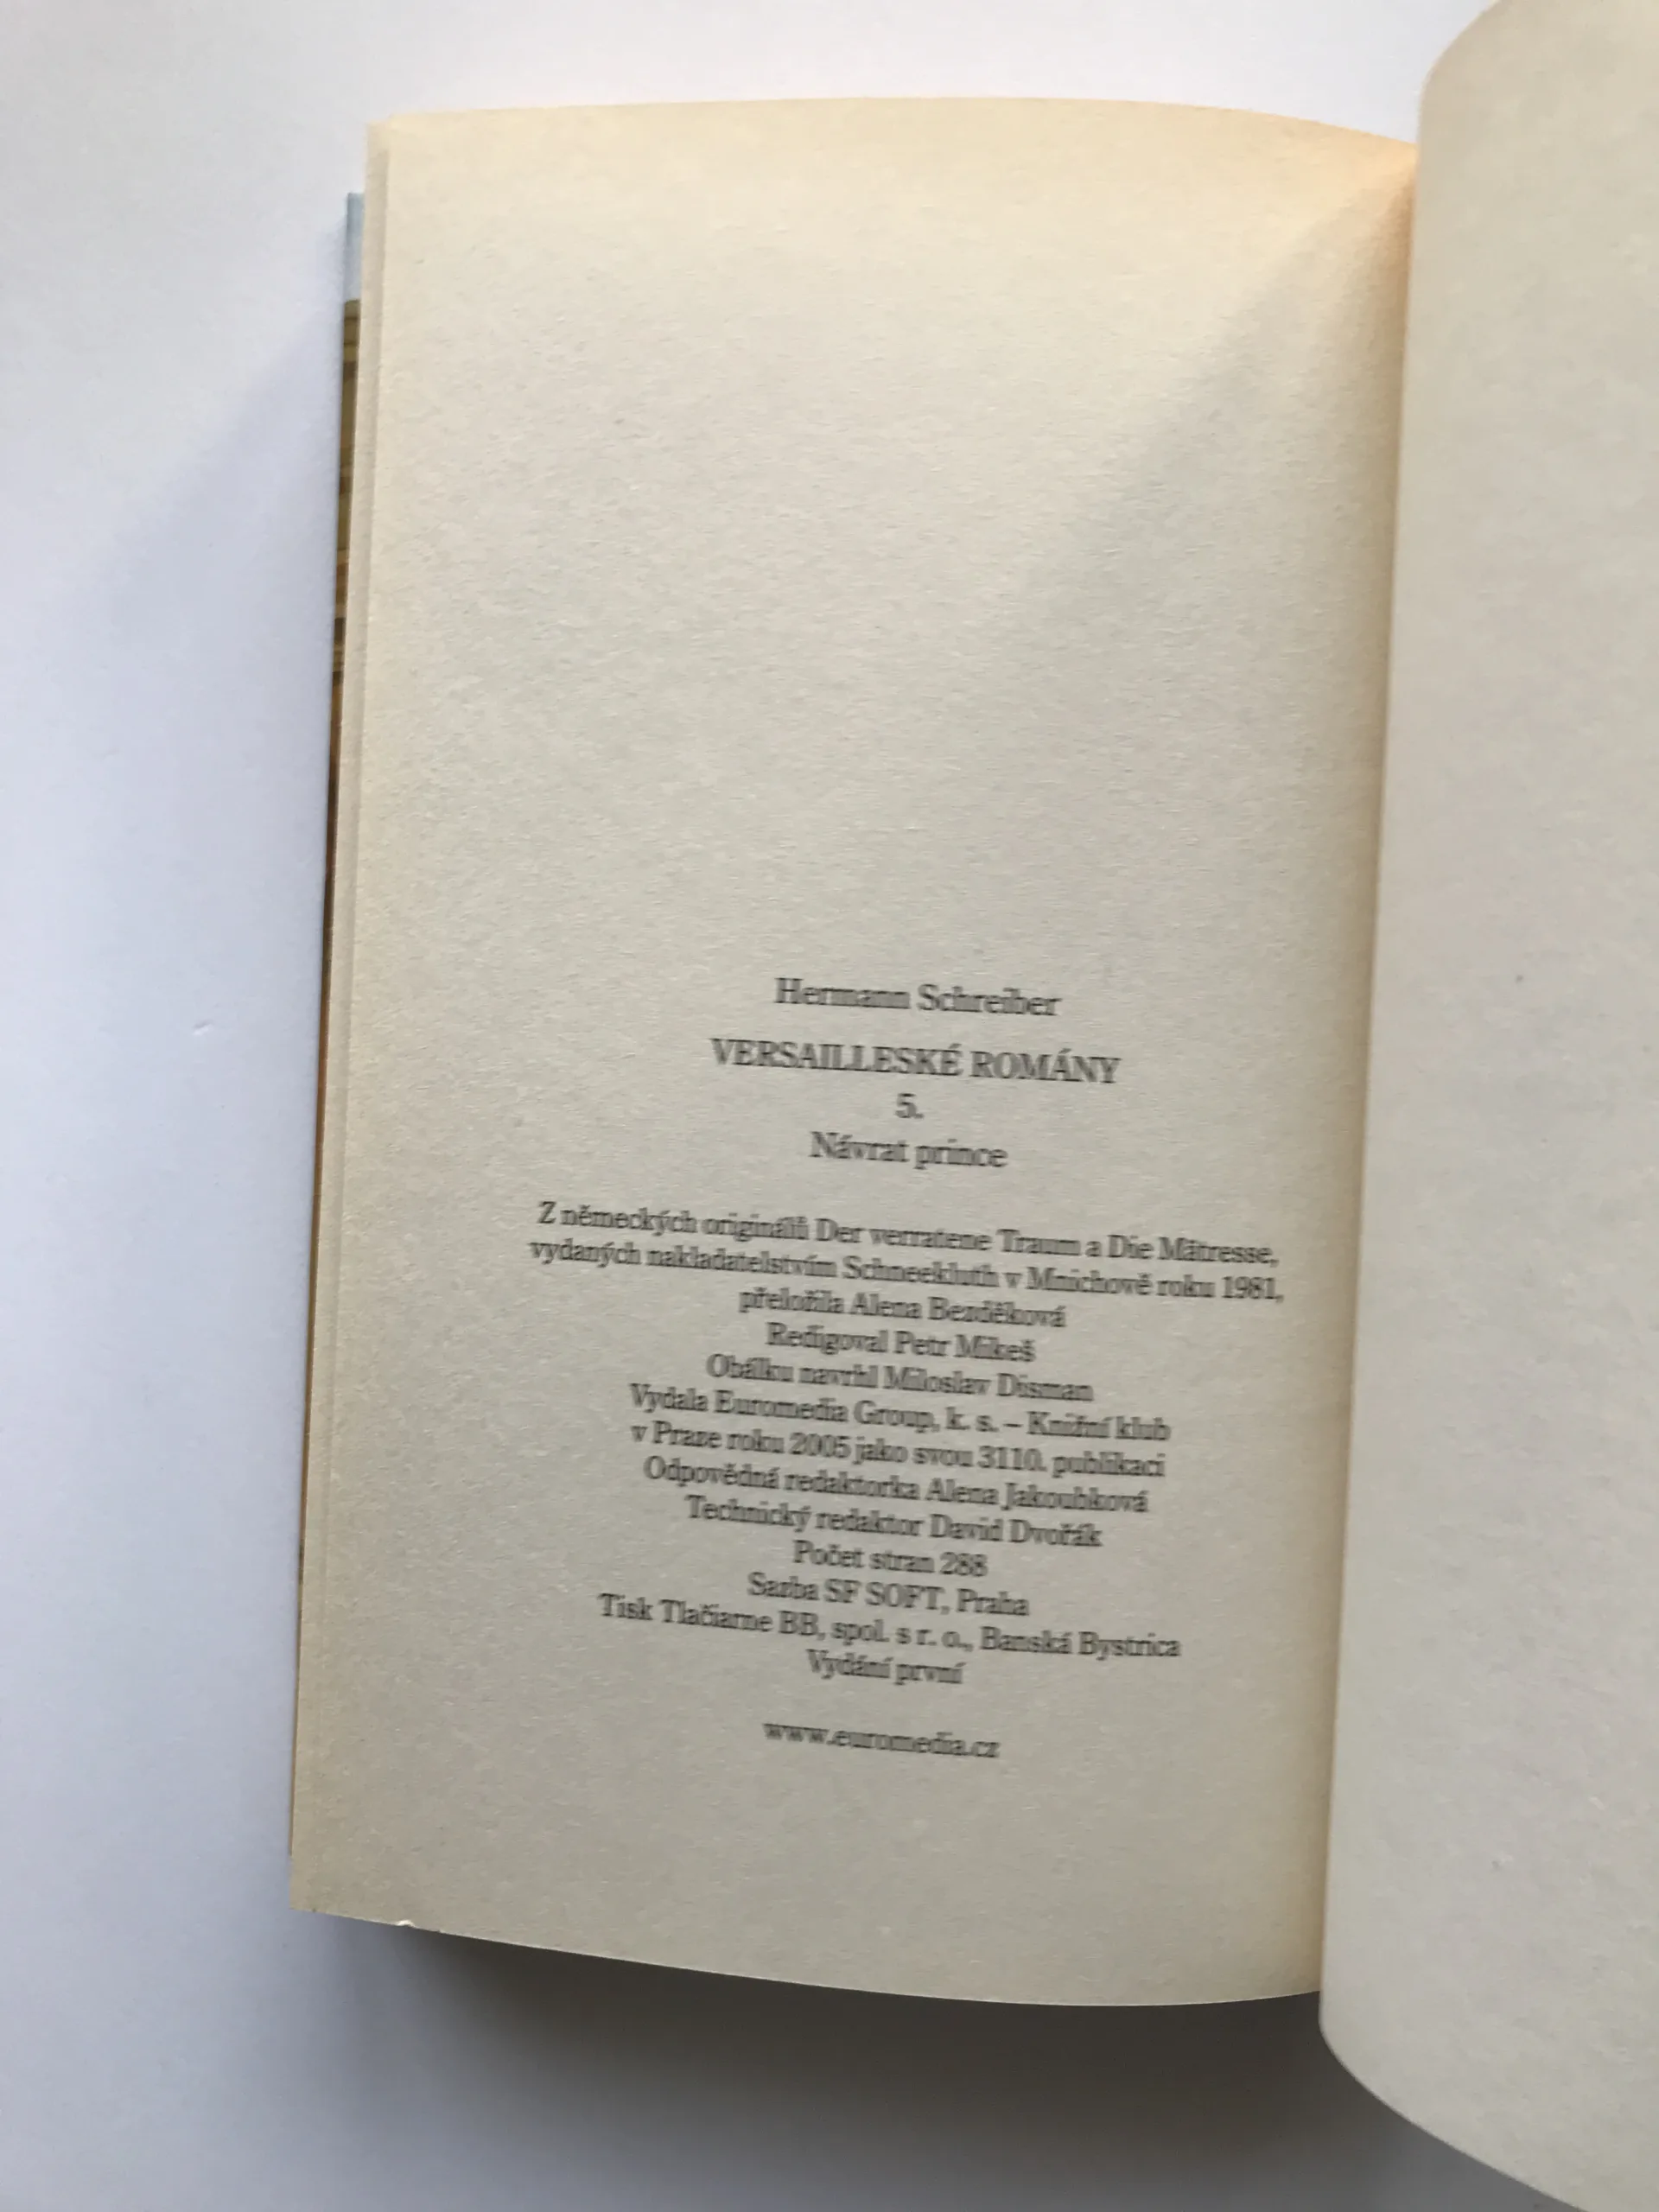 Hermann Schreiber
VERSAILLESKÉ ROMÁNY
5.
Návrat prince
Z německých originálů Der verratene Traum a Die Mätresse,
vydaných nakladatelstvím Schneekluth v Mnichově roku 1981,
přeložila Alena Bezděková
Redigoval Petr Mikeš
Obálku navrhl Miloslav Disman
Vydala Euromedia Group, k. s. – Knižní klub
v Praze roku 2005 jako svou 3110. publikaci
Odpovědná redaktorka Alena Jakoubková
Technický redaktor David Dvořák
Počet stran 288
Sazba SF SOFT, Praha
Tisk Tlačiarne BB, spol. s r. o., Banská Bystrica
Vydání první
www.euromedia.cz